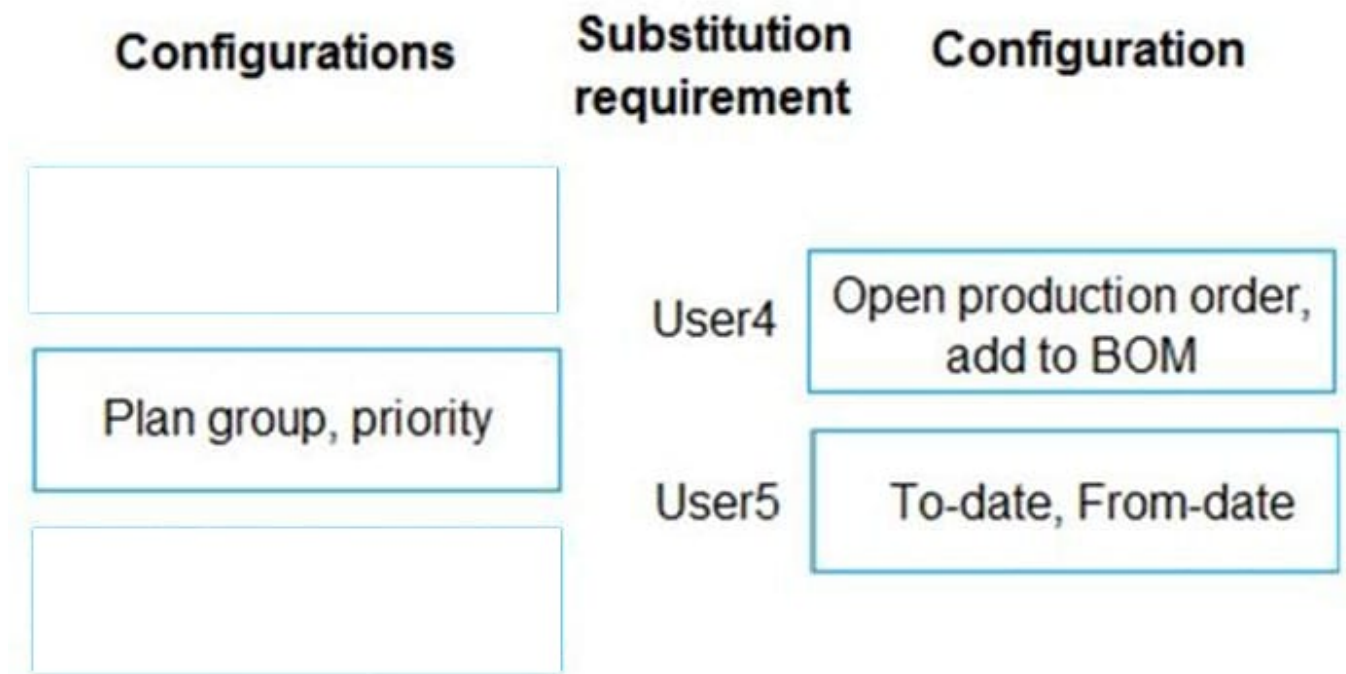 Configurations
Substitution
requirement
Configuration
User4
Open production order,
add to BOM
Plan group, priority
User5
To-date, From-date